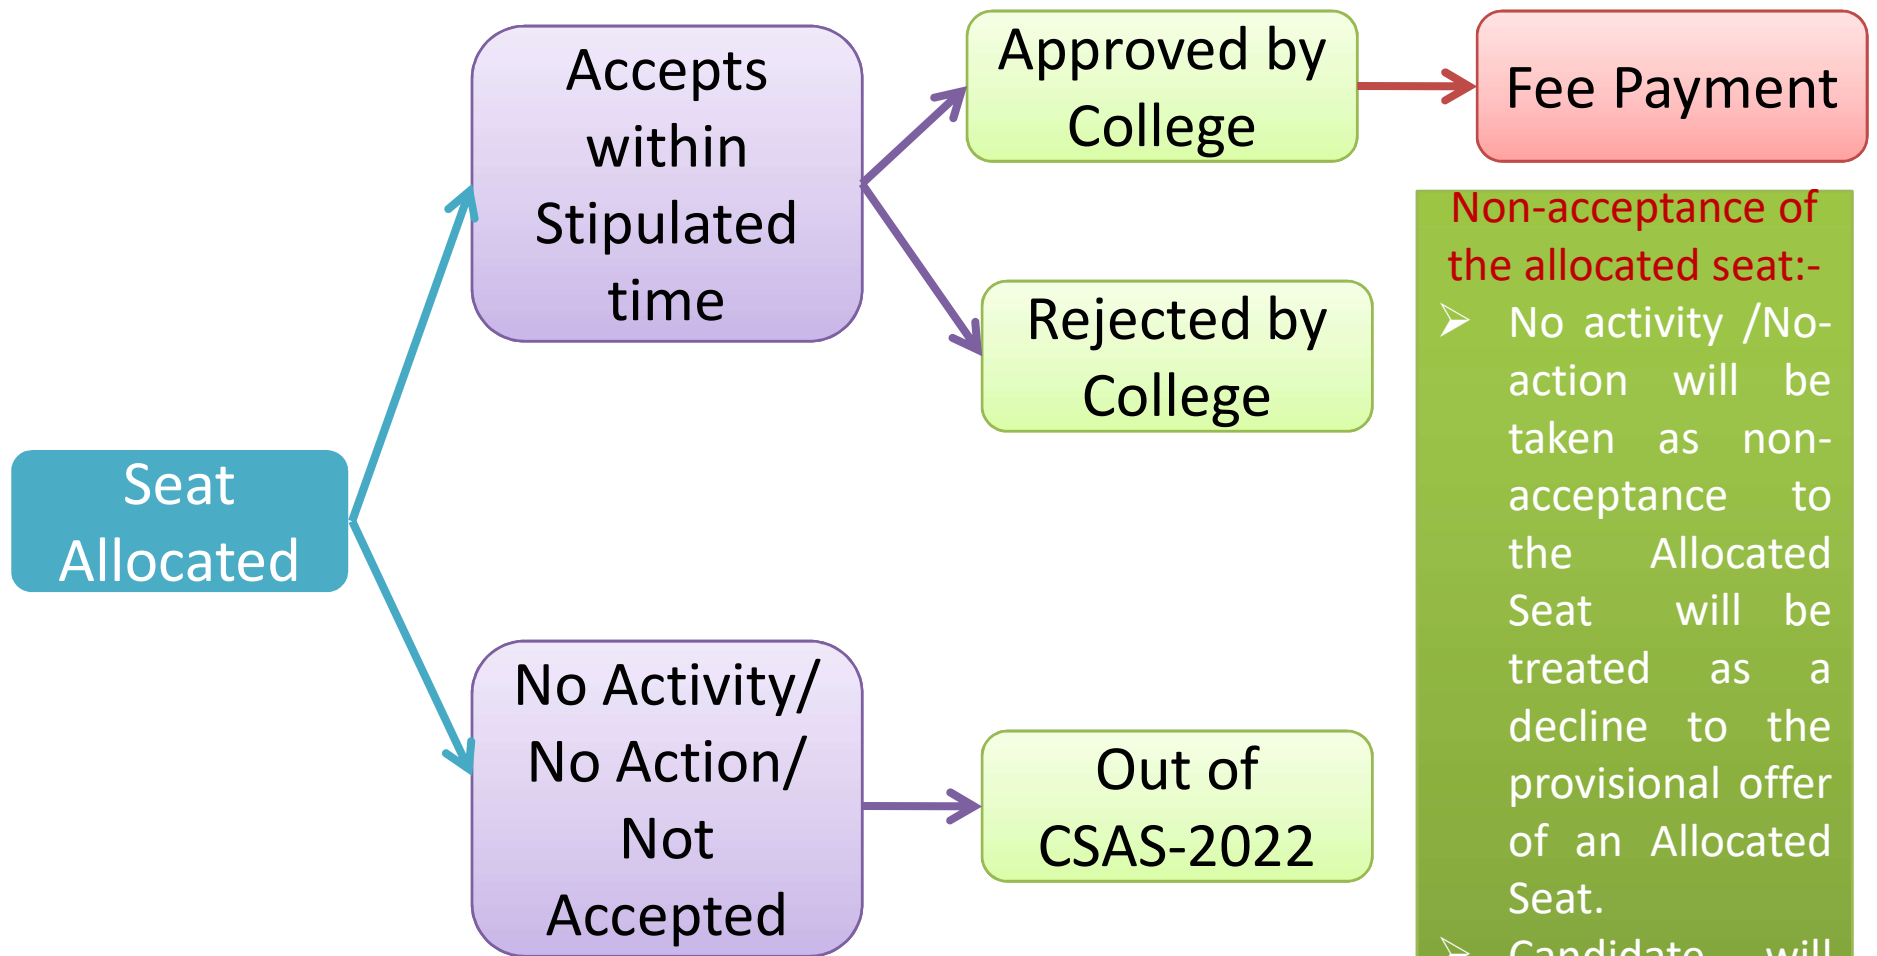 Accepts
within
Stipulated
time
Approved by
College
Fee Payment
Rejected by
College
Seat
Allocated
No Activity/
No Action/
Not
Accepted
Out of
CSAS-2022
Non-acceptance of
the allocated seat:-
➢ No activity /No-
action will be
taken as non-
acceptance to
the Allocated
Seat will be
treated as a
decline to the
provisional offer
of an Allocated
Seat.
➢ Candidate will